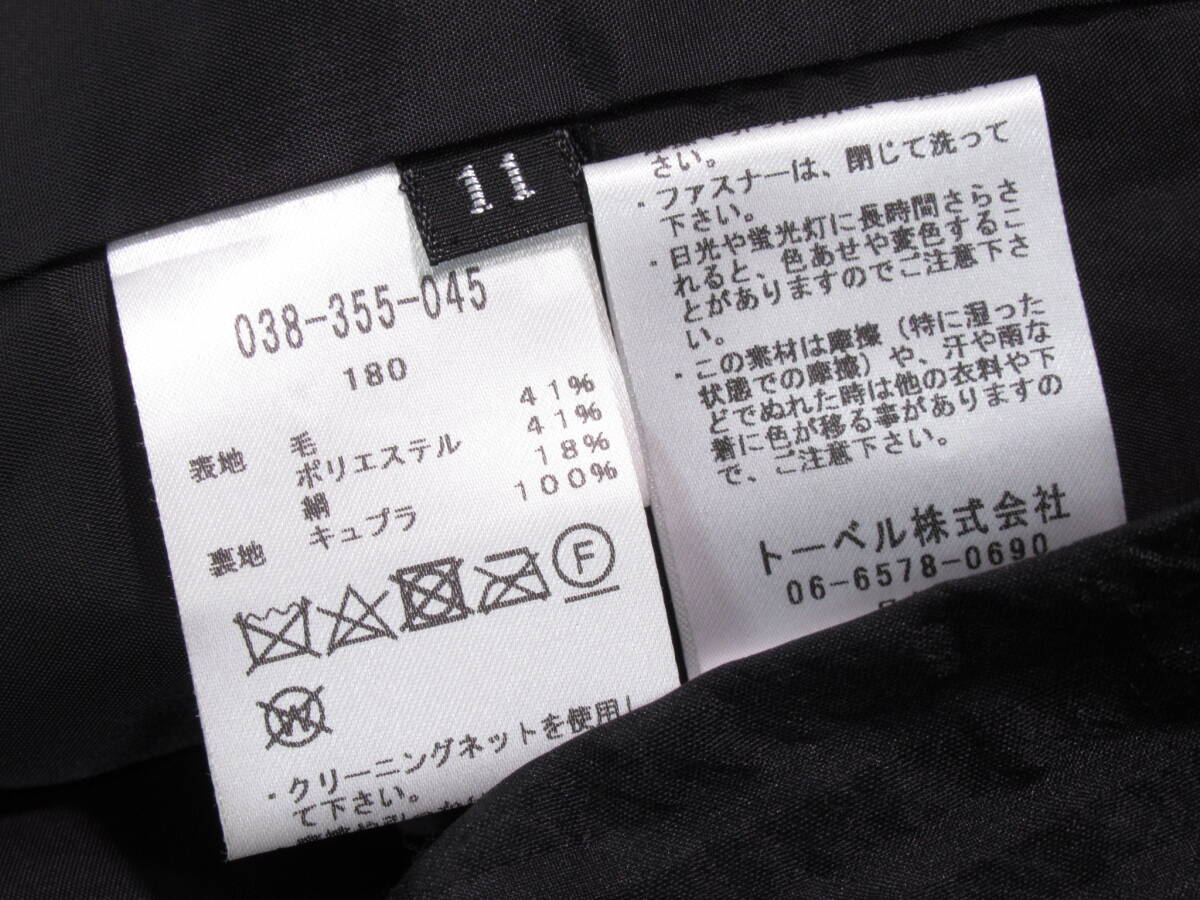 11
038-355-045
180
表地 毛 41%
ポリエステル 41%
絹 18%
裏地 キュプラ 100%
F
W
・クリーニングネットを使用し
て下さい。
さい。
・ファスナーは、閉じて洗って
下さい。
・日光や蛍光灯に長時間さらさ
れると、色あせや変色するこ
とがありますのでご注意下さ
い。
・この素材は摩擦（特に湿った
状態での摩擦）や、汗や雨な
どでぬれた時は他の衣料や下
着に色が移る事がありますの
で、ご注意下さい。
トーベル株式会社
06-6578-0690